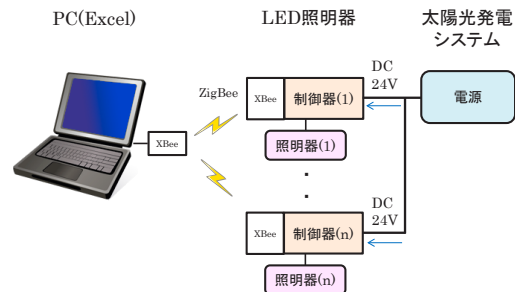 PC(Excel)
LED照明器
太陽光発電
システム
DC
24V
ZigBee
XBee
制御器(1)
電源
XBee
照明器(1)
・
・
DC
24V
XBee
制御器(n)
照明器(n)